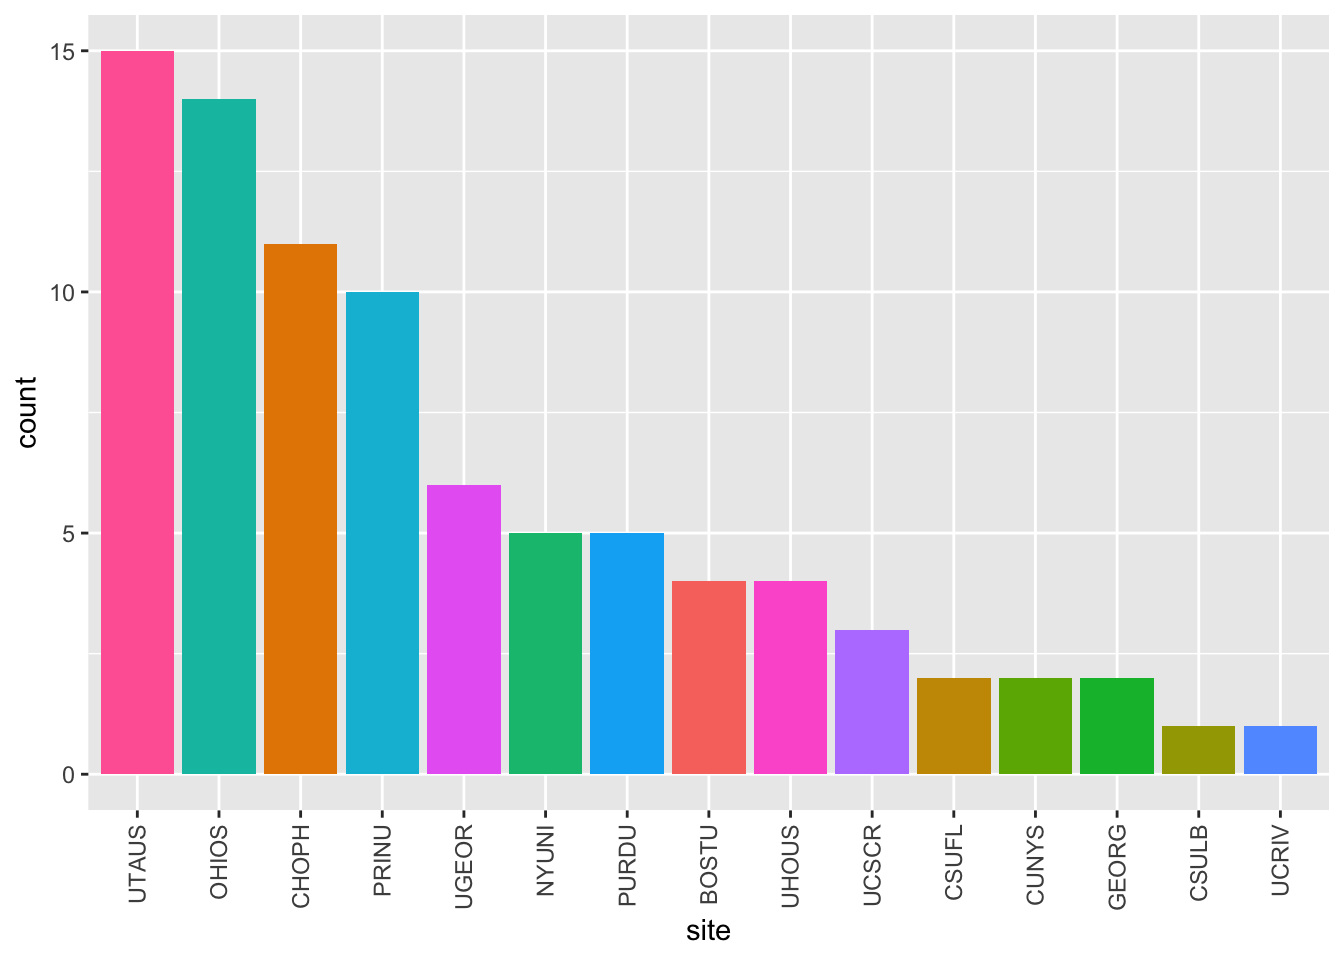 15
10
5
0
count
UTAUS
OHIOS
CHOPH
PRINU
UGEOR
NYUNI
PURDU
BOSTU
UHOUS
UCSCR
CSUFL
CUNYS
GEORG
CSULB
UCRIV
site